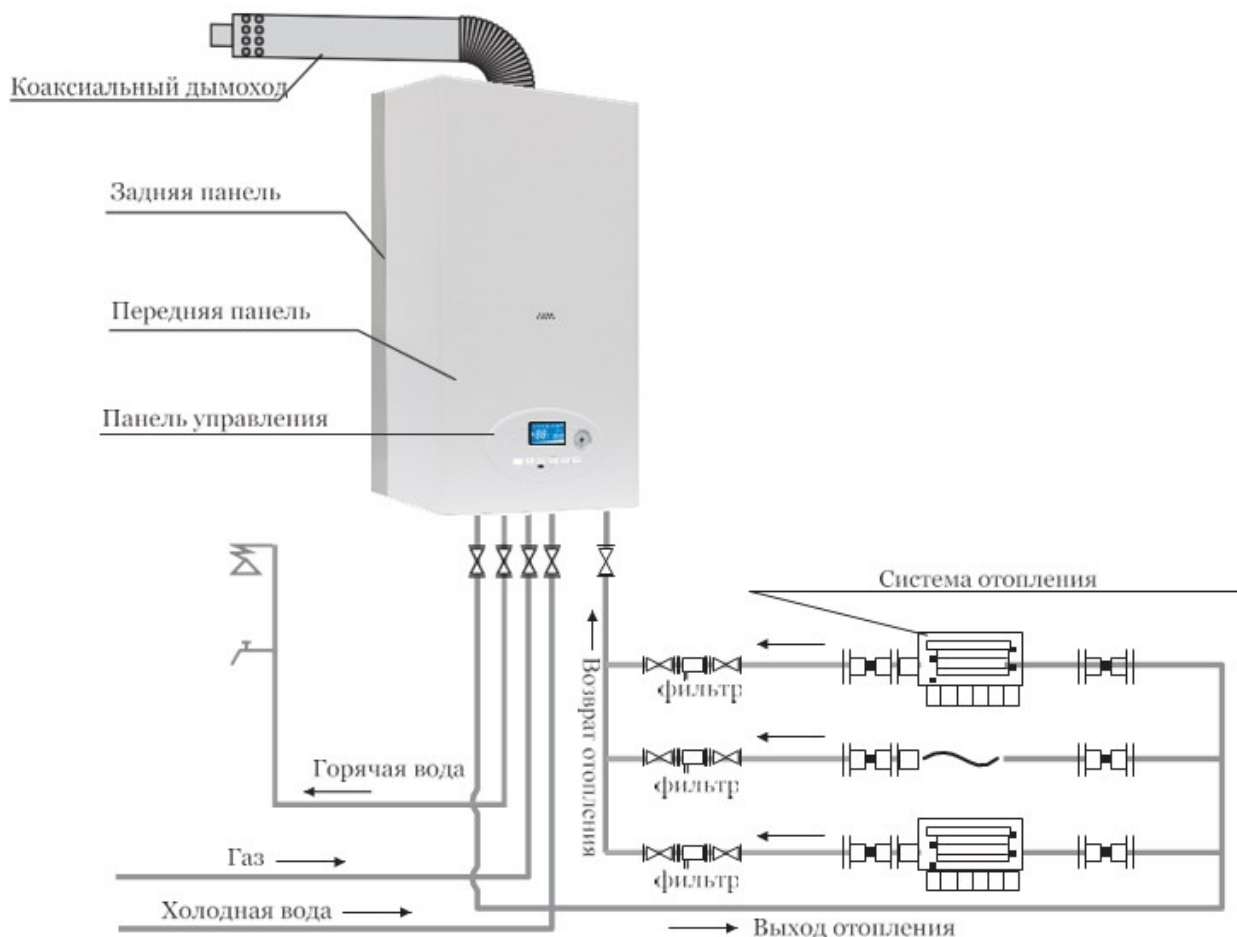 Коаксиальный дымоход
Задняя панель
Передняя панель
Панель управления
Система отопления
фильтр
Возврат отопления
фильтр
Горячая вода
Газ
фильтр
Холодная вода
Выход отопления